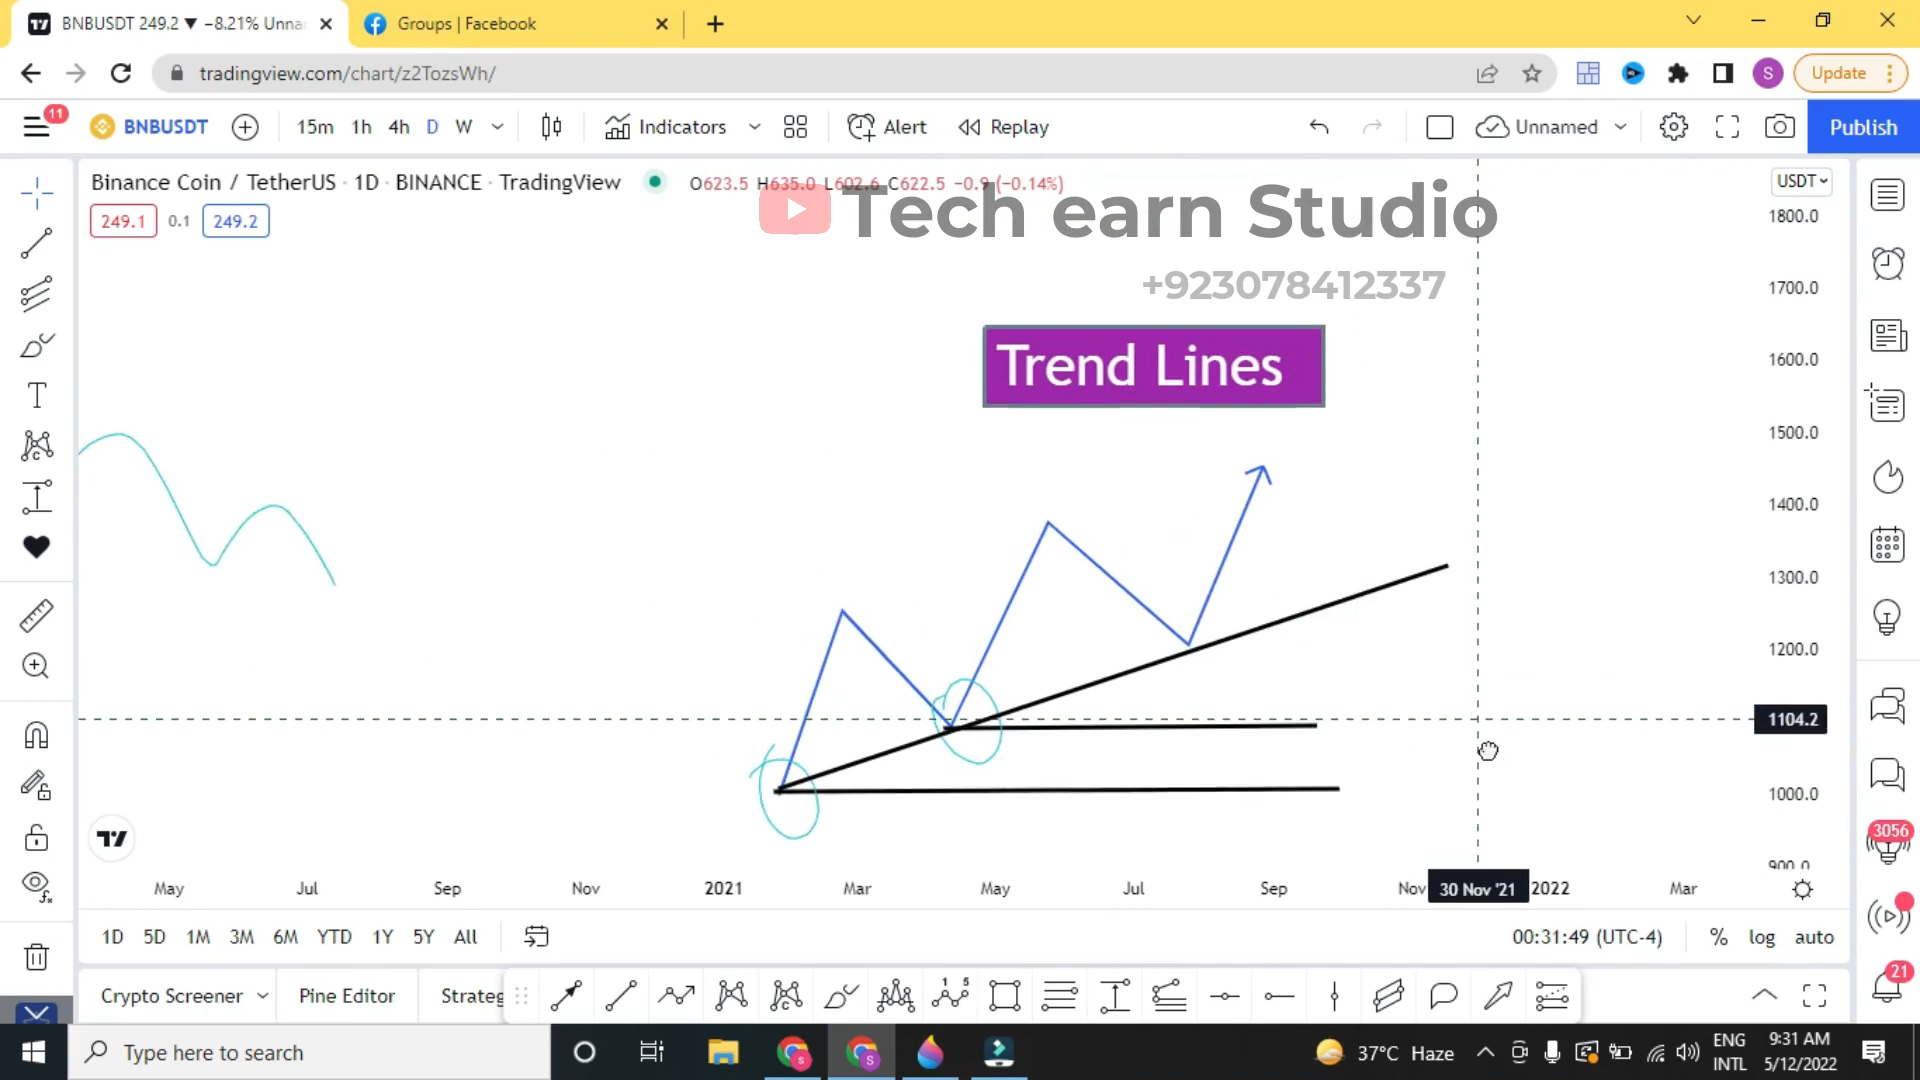 BNBUSDT 249.2 ▼ −8.21% Unna
Groups | Facebook
tradingview.com/chart/z2TozsWh/
S
Update
11
BNBUSDT
15m 1h 4h D W
Indicators
Alert
Replay
Unnamed
Publish
Binance Coin / TetherUS · 1D · BINANCE · TradingView
O623.5 H635.0 L602.6 C622.5 −0.9 (−0.14%)
USDT
249.1 0.1 249.2
Tech earn Studio
+923078412337
Trend Lines
1800.0
1700.0
1600.0
1500.0
1400.0
1300.0
1200.0
1104.2
1000.0
900.0
May Jul Sep Nov 2021 Mar May Jul Sep Nov 30 Nov '21 2022 Mar
1D 5D 1M 3M 6M YTD 1Y 5Y All
00:31:49 (UTC-4) % log auto
3056
21
Crypto Screener
Pine Editor
Strateg
Type here to search
37°C Haze
ENG
INTL
9:31 AM
5/12/2022